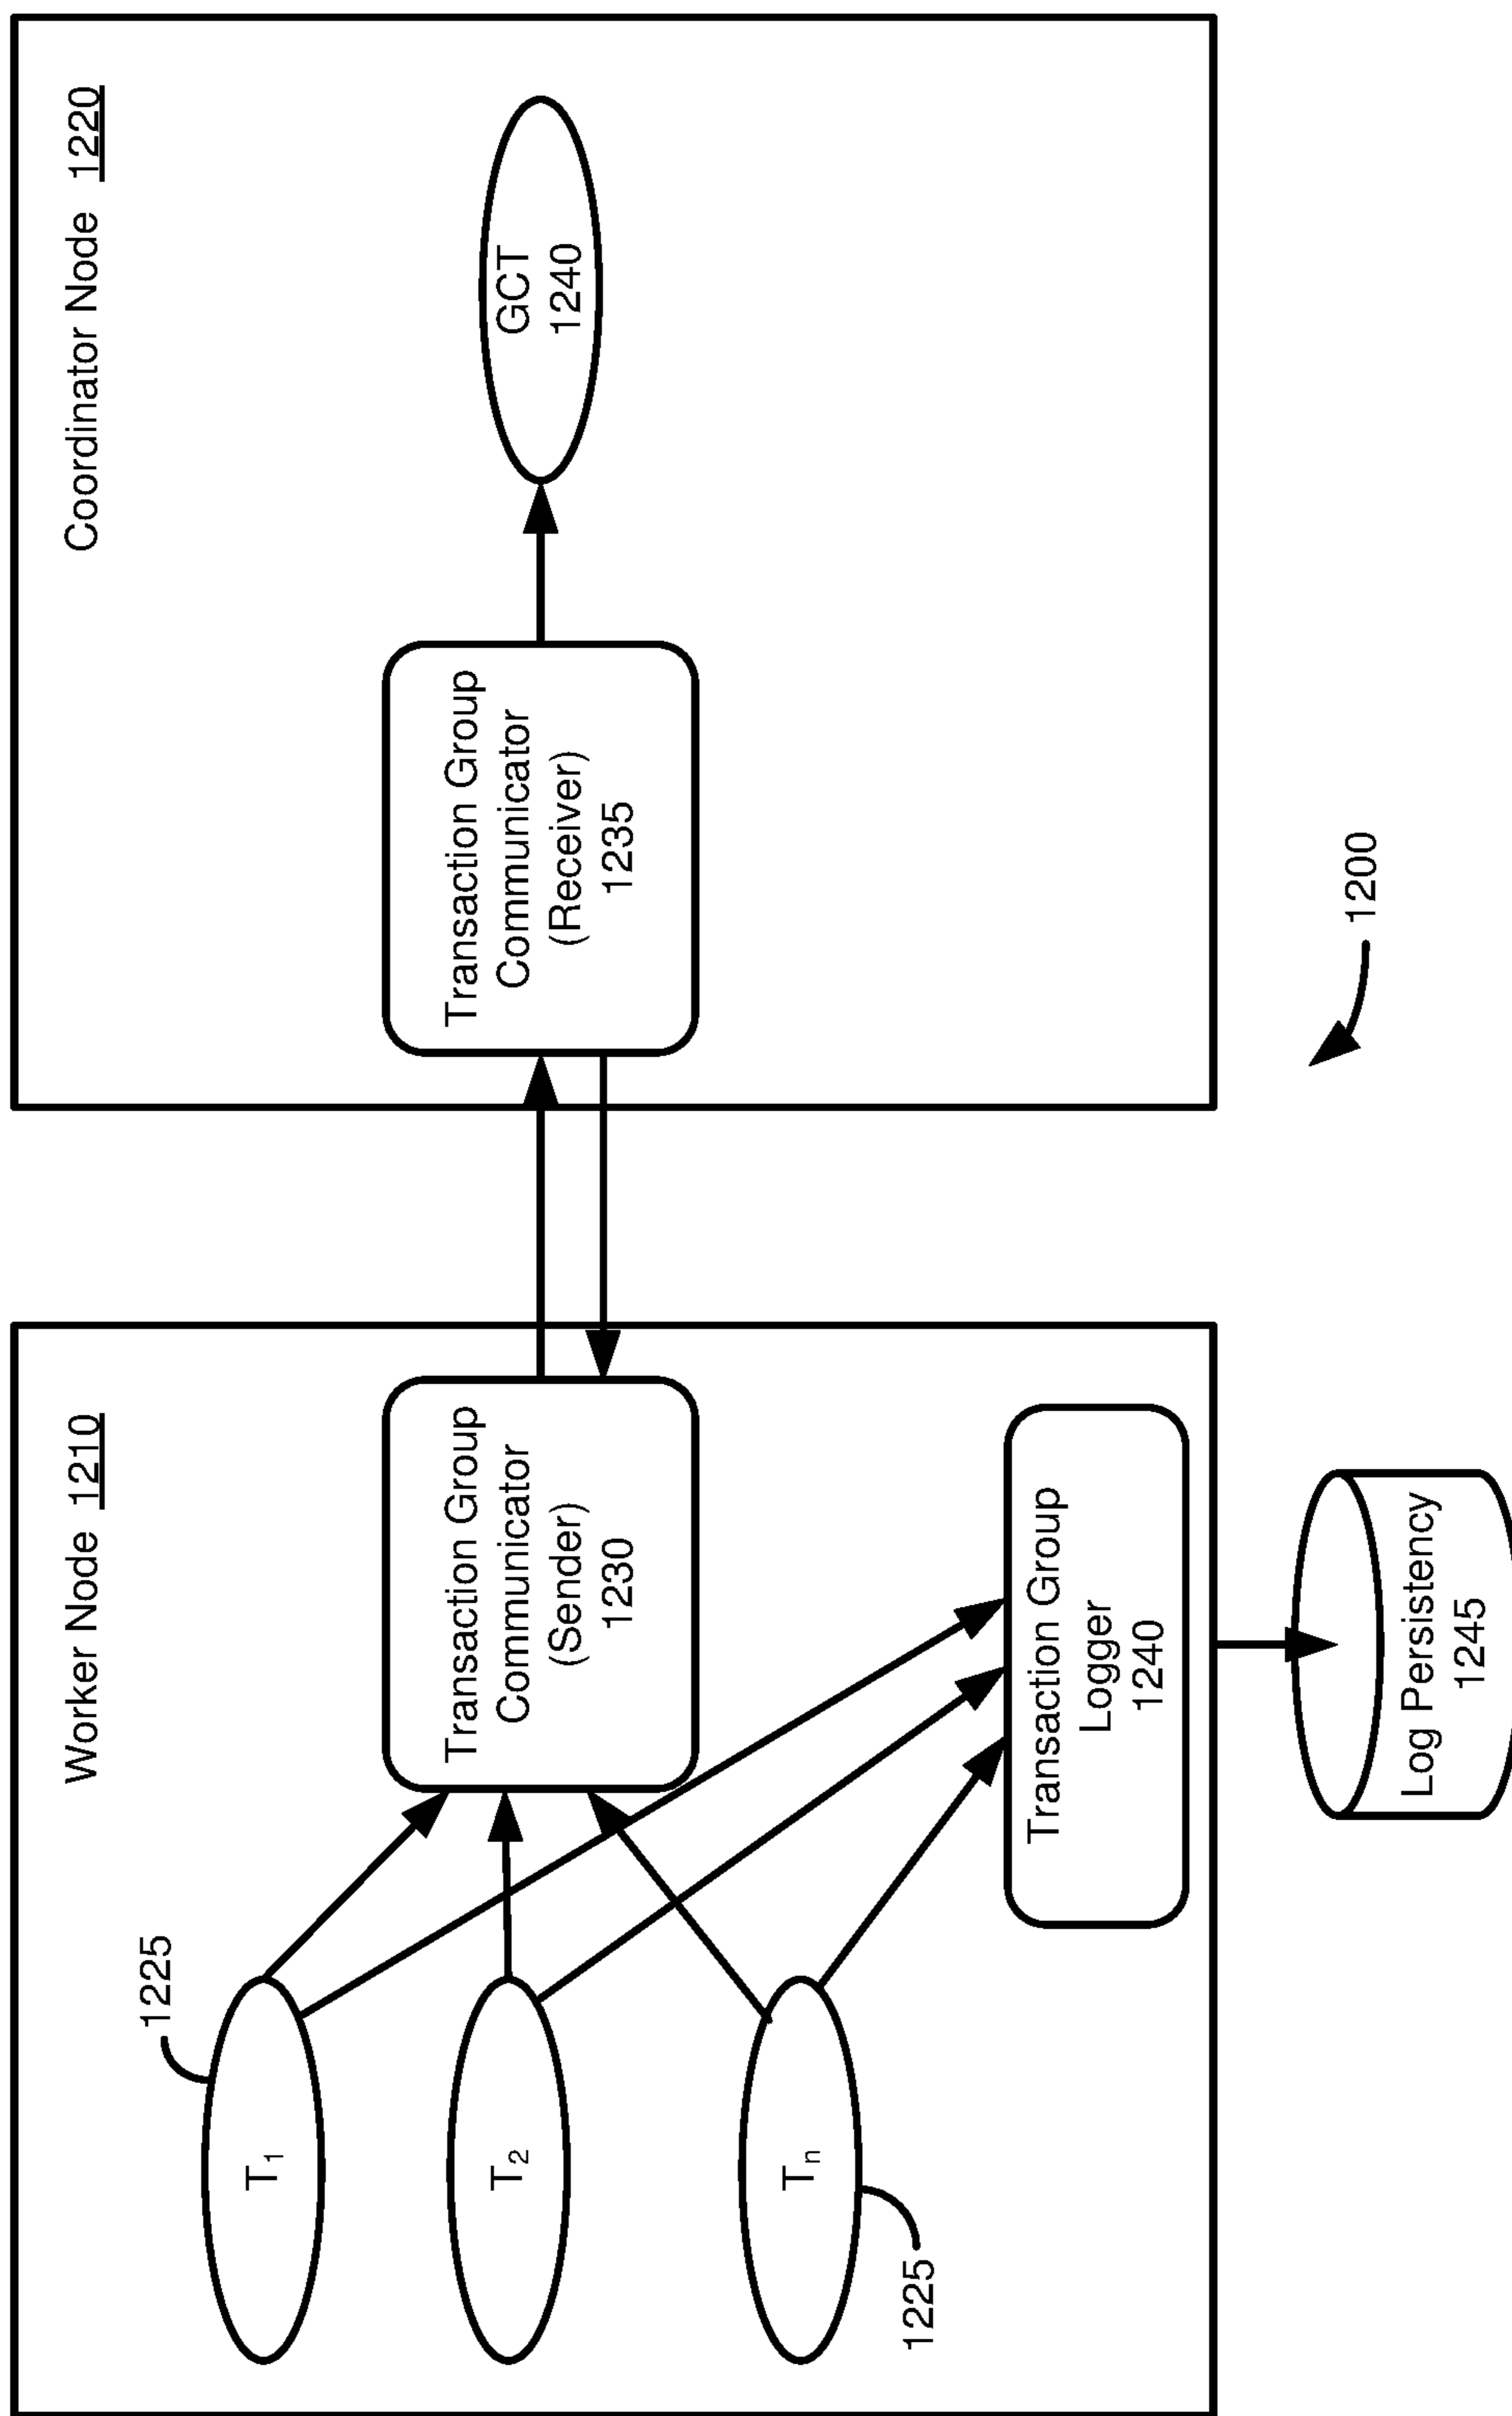 Worker Node 1210
1225
T1
T2
Tn
1225
Transaction Group
Communicator
(Sender)
1230
Transaction Group
Logger
1240
Log Persistency
1245
Coordinator Node 1220
Transaction Group
Communicator
(Receiver)
1235
GCT
1240
1200